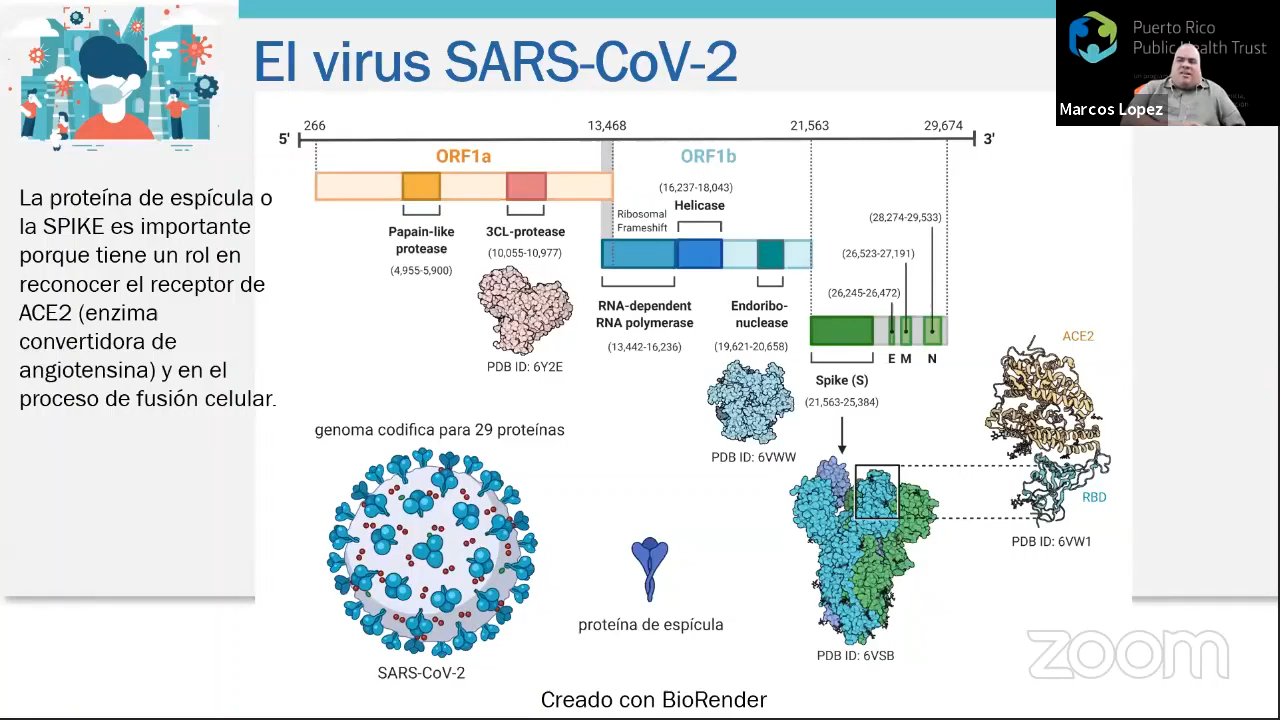 El virus SARS-CoV-2
Puerto Rico
Public Health Trust
Marcos Lopez
La proteína de espícula o
la SPIKE es importante
porque tiene un rol en
reconocer el receptor de
ACE2 (enzima
convertidora de
angiotensina) y en el
proceso de fusión celular.
266
13,468
21,563
29,674
5'
3'
ORF1a
ORF1b
(16,237-18,043)
Helicase
Ribosomal
Frameshift
(28,274-29,533)
(26,523-27,191)
(26,245-26,472)
Papain-like
protease
(4,955-5,900)
3CL-protease
(10,055-10,977)
PDB ID: 6Y2E
RNA-dependent
RNA polymerase
(13,442-16,236)
Endoribo-
nuclease
(19,621-20,658)
PDB ID: 6VWW
E M N
Spike (S)
(21,563-25,384)
ACE2
RBD
PDB ID: 6VW1
genoma codifica para 29 proteínas
SARS-CoV-2
proteína de espícula
PDB ID: 6VSB
Creado con BioRender
zoom